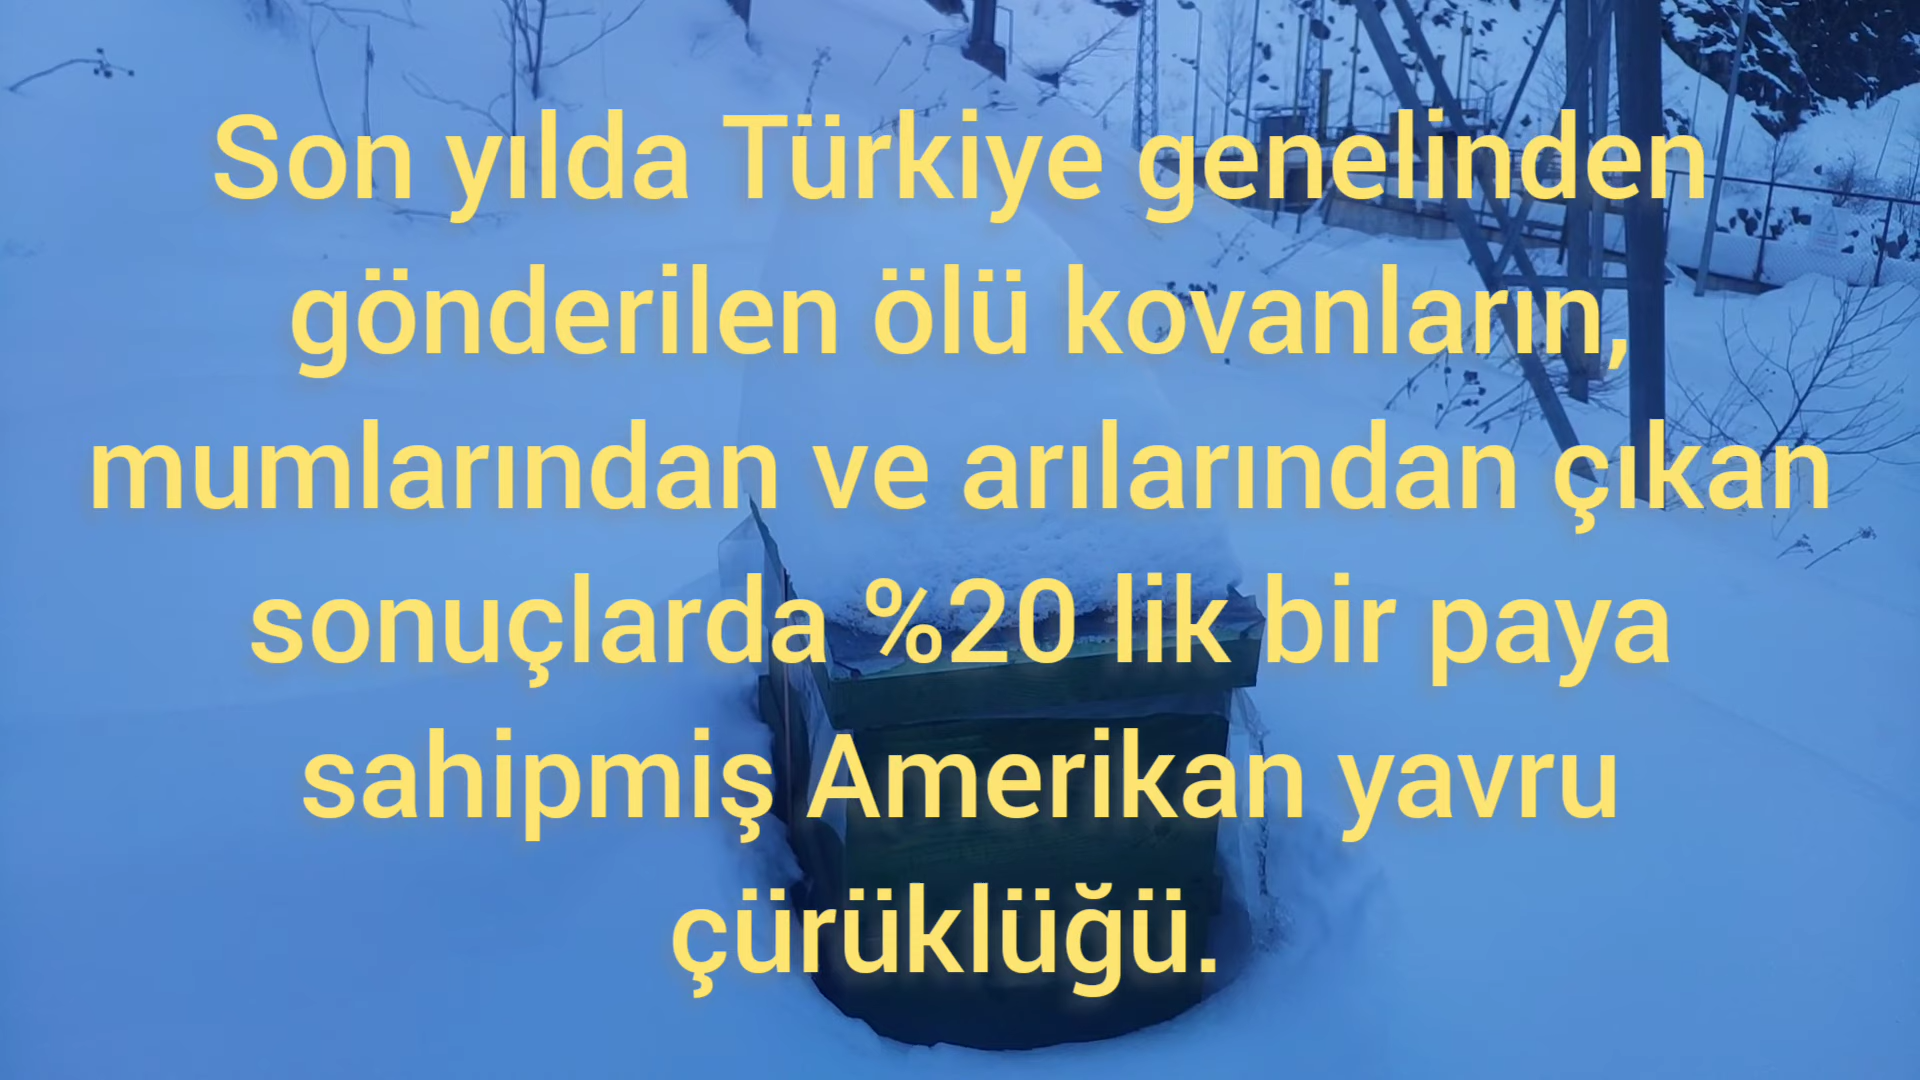 Son yılda Türkiye genelinden
gönderilen ölü kovanların,
mumlarından ve arılarından çıkan
sonuçlarda %20 lik bir paya
sahipmiş Amerikan yavru
çürüklüğü.